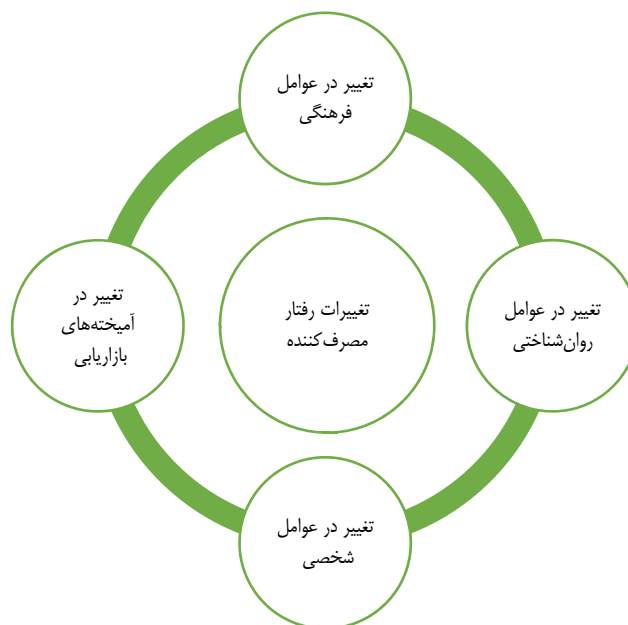 تغییر در عوامل
فرهنگی
تغییر در عوامل
روان‌شناختی
تغییرات رفتار
مصرف‌کننده
تغییر در
آمیخته‌های
بازاریابی
تغییر در عوامل
شخصی